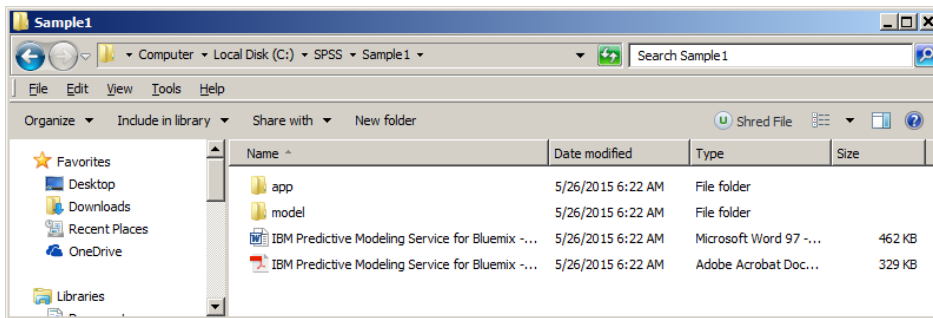 Sample1
Computer Local Disk (C:) SPSS Sample1 Search Sample1
File Edit View Tools Help
Organize Include in library Share with New folder Shred File
Favorites
Desktop
Downloads
Recent Places
OneDrive
Libraries
Name Date modified Type Size
app 5/26/2015 6:22 AM File folder
model 5/26/2015 6:22 AM File folder
IBM Predictive Modeling Service for Bluemix -... 5/26/2015 6:22 AM Microsoft Word 97 -... 462 KB
IBM Predictive Modeling Service for Bluemix -... 5/26/2015 6:22 AM Adobe Acrobat Doc... 329 KB